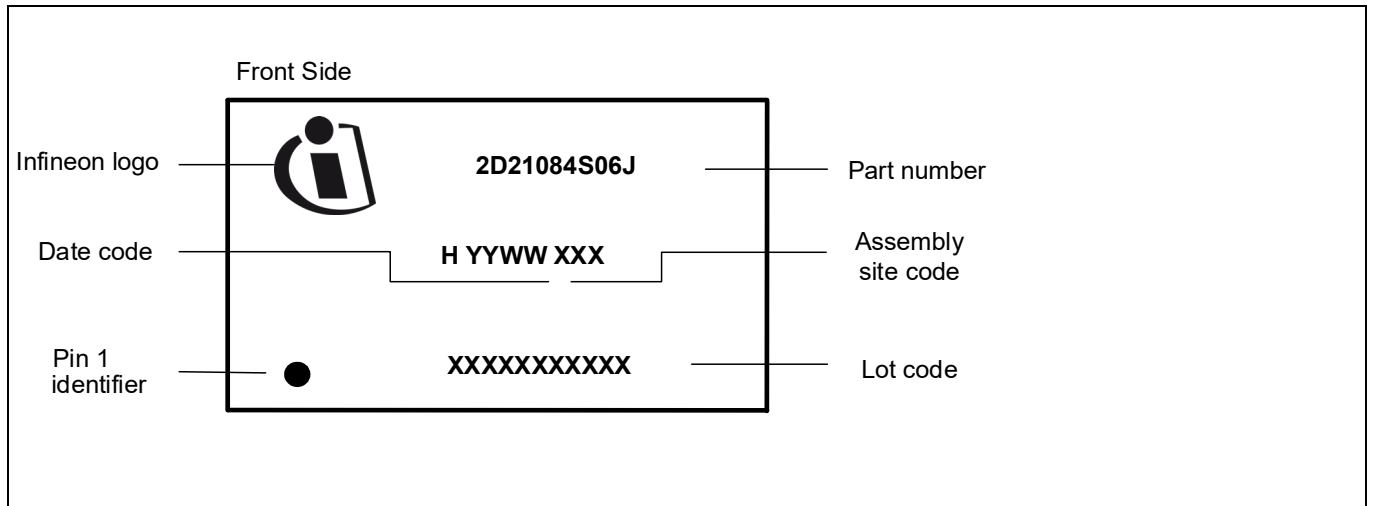 Front Side
Infineon logo
2D21084S06J
Part number
Date code
H YYWW XXX
Assembly
site code
Pin 1
identifier
XXXXXXXXXXX
Lot code